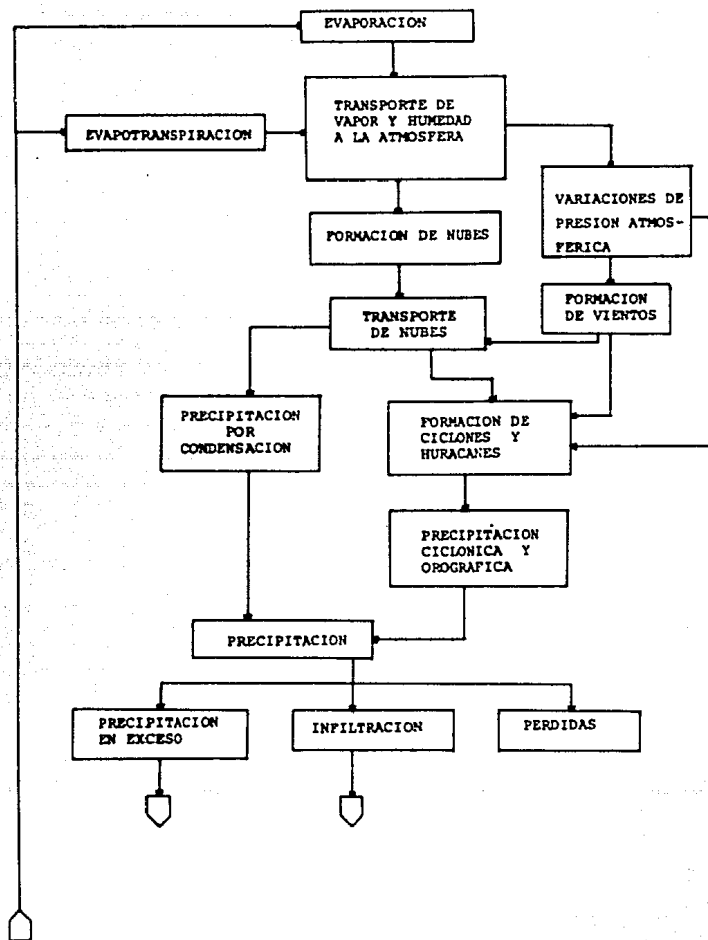 EVAPORACION
TRANSPORTE DE
VAPOR Y HUMEDAD
A LA ATMOSFERA
EVAPOTRANSPIRACION
VARIACIONES DE
PRESION ATMOS-
FERICA
FORMACION DE NUBES
FORMACION
DE VIENTOS
TRANSPORTE
DE NUBES
PRECIPITACION
POR
CONDENSACION
FORMACION DE
CICLONES Y
HURACANES
PRECIPITACION
CICLONICA Y
OROGRAFICA
PRECIPITACION
PRECIPITACION
EN EXCESO
INFILTRACION
PERDIDAS